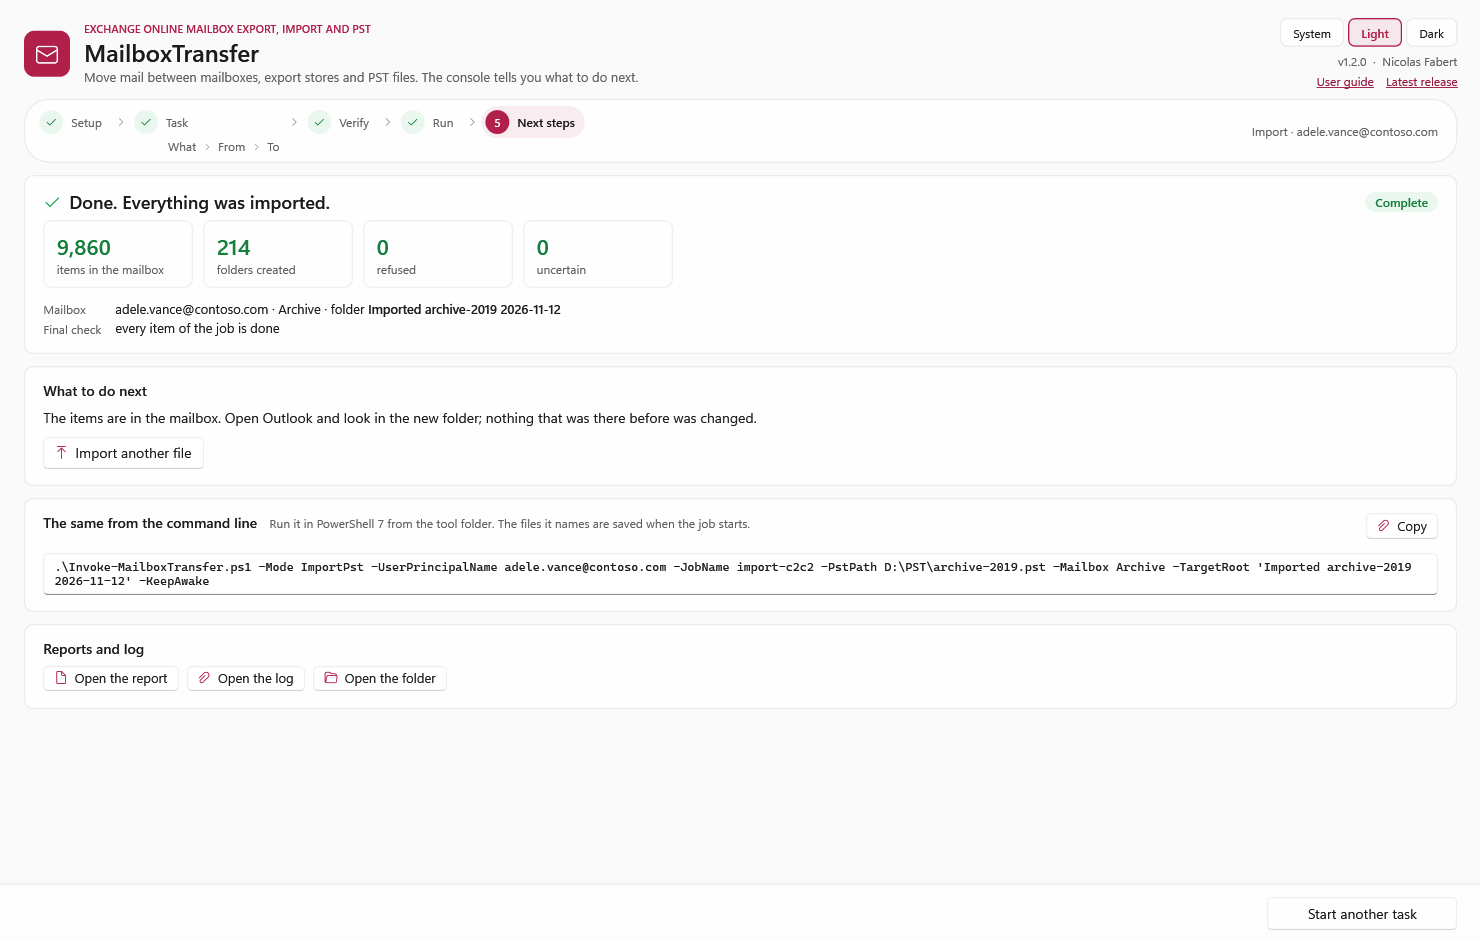 EXCHANGE ONLINE MAILBOX EXPORT, IMPORT AND PST
MailboxTransfer
Move mail between mailboxes, export stores and PST files. The console tells you what to do next.
System Light Dark
v1.2.0 · Nicolas Fabert
User guide Latest release
Setup Task Verify Run 5 Next steps
What From To
Import · adele.vance@contoso.com
Done. Everything was imported.
Complete
9,860 214 0 0
items in the mailbox folders created refused uncertain
Mailbox adele.vance@contoso.com · Archive · folder Imported archive-2019 2026-11-12
Final check every item of the job is done
What to do next
The items are in the mailbox. Open Outlook and look in the new folder; nothing that was there before was changed.
Import another file
The same from the command line Run it in PowerShell 7 from the tool folder. The files it names are saved when the job starts.
Copy
.\Invoke-MailboxTransfer.ps1 -Mode ImportPst -UserPrincipalName adele.vance@contoso.com -JobName import-c2c2 -PstPath D:\PST\archive-2019.pst -Mailbox Archive -TargetRoot 'Imported archive-2019
2026-11-12' -KeepAwake
Reports and log
Open the report Open the log Open the folder
Start another task